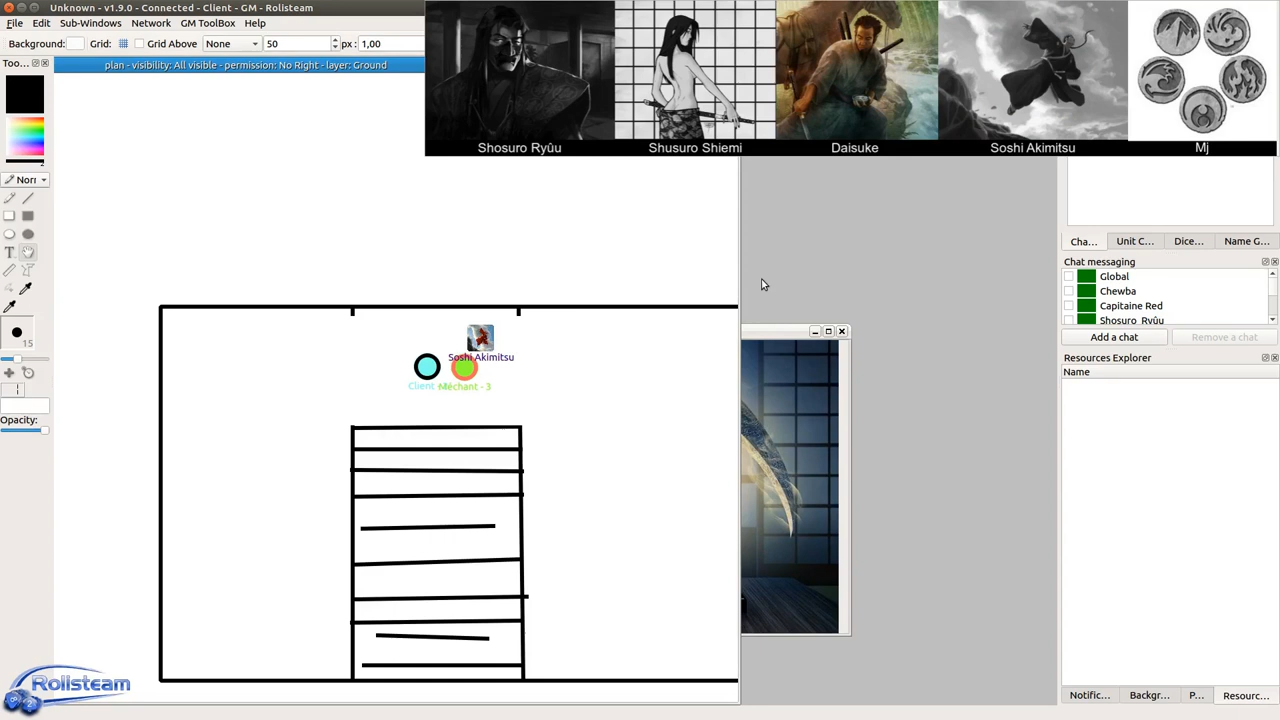 Unknown - v1.9.0 - Connected - Client - GM - Rolisteam
File Edit Sub-Windows Network GM ToolBox Help
Background: Grid: Grid Above None 50 px : 1,00
Too...
plan - visibility: All visible - permission: No Right - layer: Ground
Shosuro Ryûu Shusuro Shiemi Daisuke Soshi Akimitsu Mj
Nori
T
15
Opacity:
Soshi Akimitsu
Client
Méchant - 3
Cha... Unit C... Dice... Name G...
Chat messaging
Global
Chewba
Capitaine Red
Shosuro Ryûu
Add a chat Remove a chat
Resources Explorer
Name
Notific... Backgr... P... Resourc...
Rolisteam